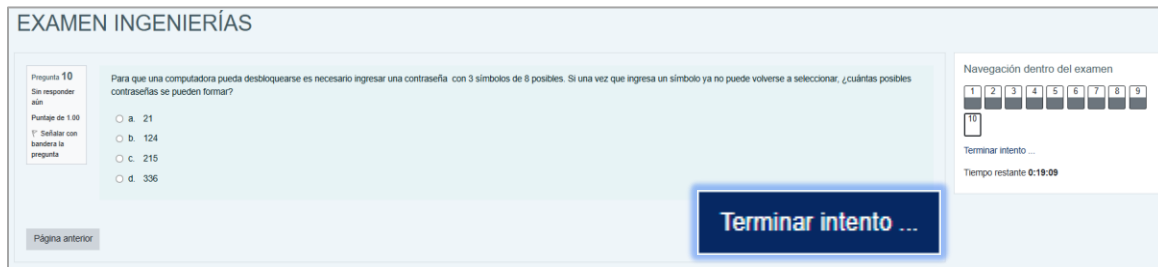 EXAMEN INGENIERÍAS
Pregunta 10
Sin responder
aún
Puntaje de 1.00
Señalar con
bandera la
pregunta
Para que una computadora pueda desbloquearse es necesario ingresar una contraseña con 3 símbolos de 8 posibles. Si una vez que ingresa un símbolo ya no puede volverse a seleccionar, ¿cuántas posibles
contraseñas se pueden formar?
a. 21
b. 124
c. 215
d. 336
Página anterior
Terminar intento ...
Navegación dentro del examen
1 2 3 4 5 6 7 8 9
10
Terminar intento ...
Tiempo restante 0:19:09